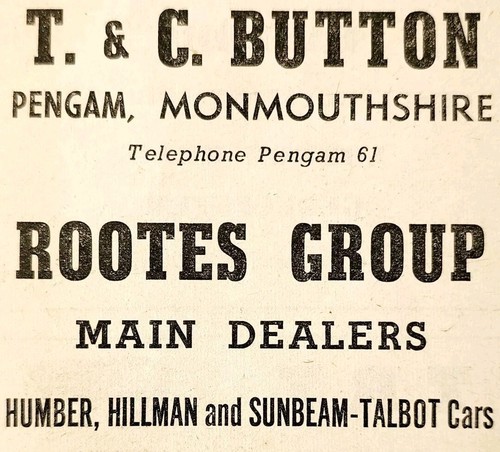 T. & C. BUTTON
PENGAM, MONMOUTHSHIRE
Telephone Pengam 61
ROOTES GROUP
MAIN DEALERS
HUMBER, HILLMAN and SUNBEAM-TALBOT Cars